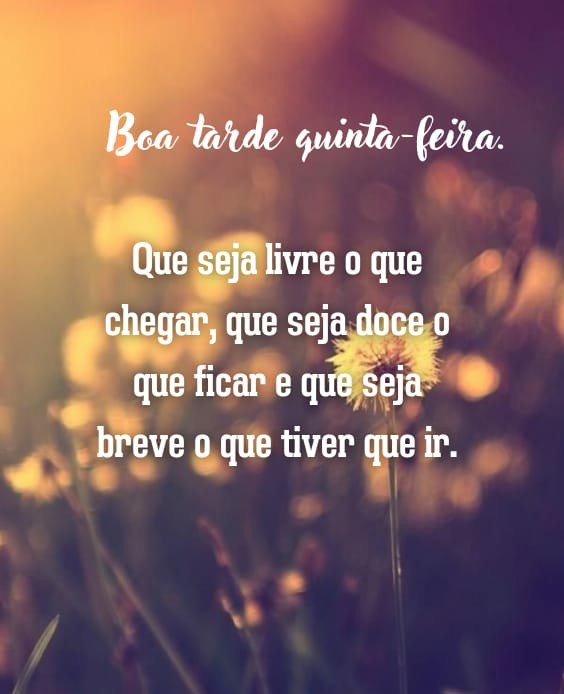 Boa tarde quinta-feira.
Que seja livre o que
chegar, que seja doce o
que ficar e que seja
breve o que tiver que ir.